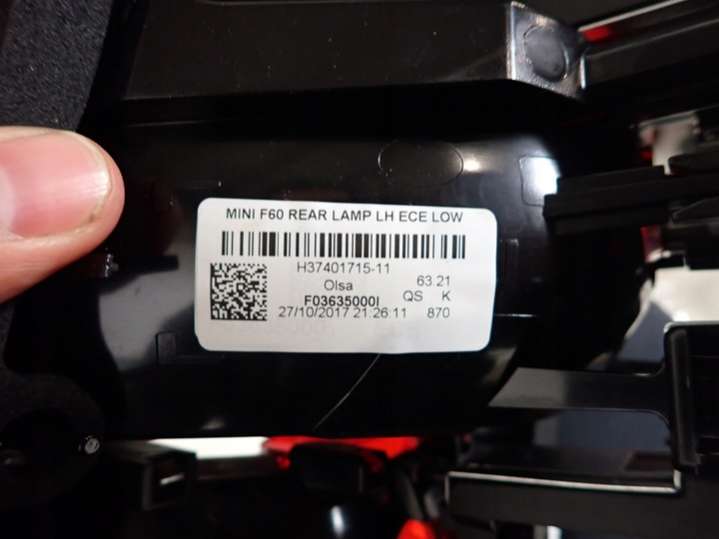 MINI F60 REAR LAMP LH ECE LOW
H37401715-11
Olsa 63.21
F03635000I QS K
27/10/2017 21:26:11 870